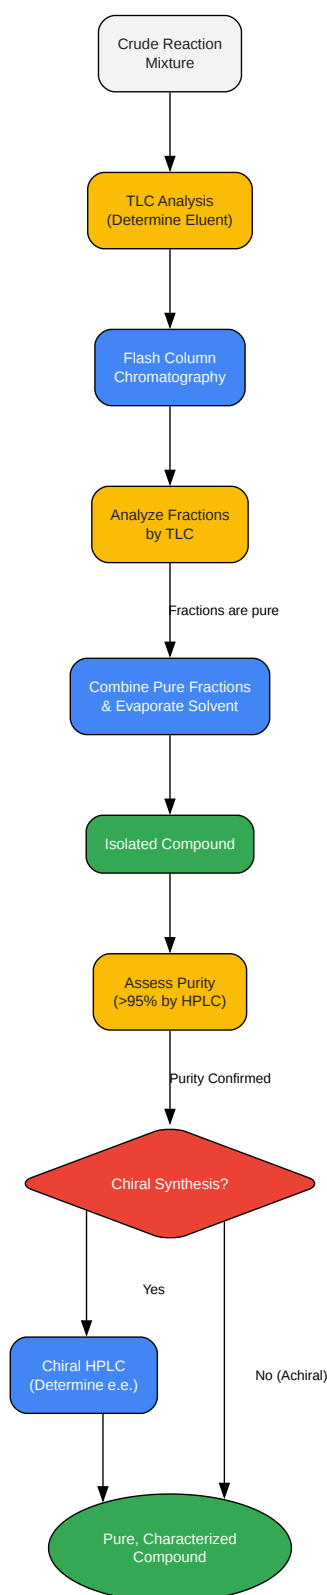 Crude Reaction
Mixture
TLC Analysis
(Determine Eluent)
Flash Column
Chromatography
Analyze Fractions
by TLC
Fractions are pure
Combine Pure Fractions
& Evaporate Solvent
Isolated Compound
Assess Purity
(>95% by HPLC)
Purity Confirmed
Chiral Synthesis?
Yes
Chiral HPLC
(Determine e.e.)
No (Achiral)
Pure, Characterized
Compound